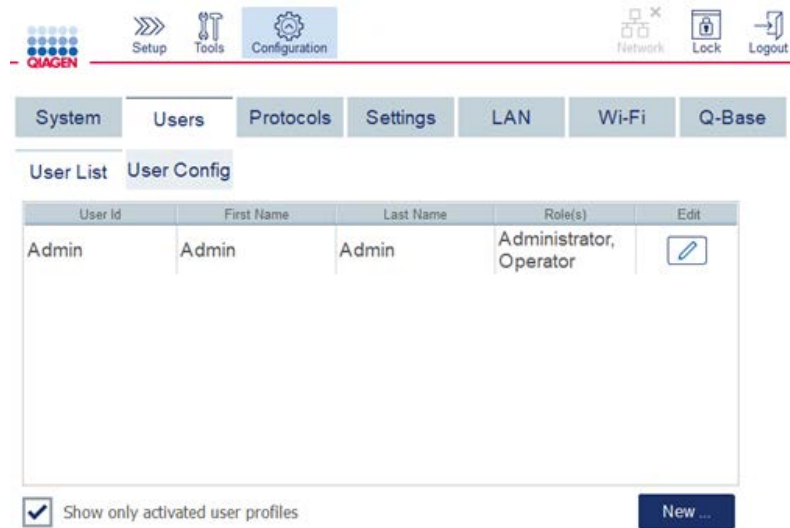 QIAGEN
Setup Tools Configuration Network Lock Logout
System Users Protocols Settings LAN Wi-Fi Q-Base
User List User Config
User Id First Name Last Name Role(s) Edit
Admin Admin Admin Administrator,
Operator
Show only activated user profiles New ...